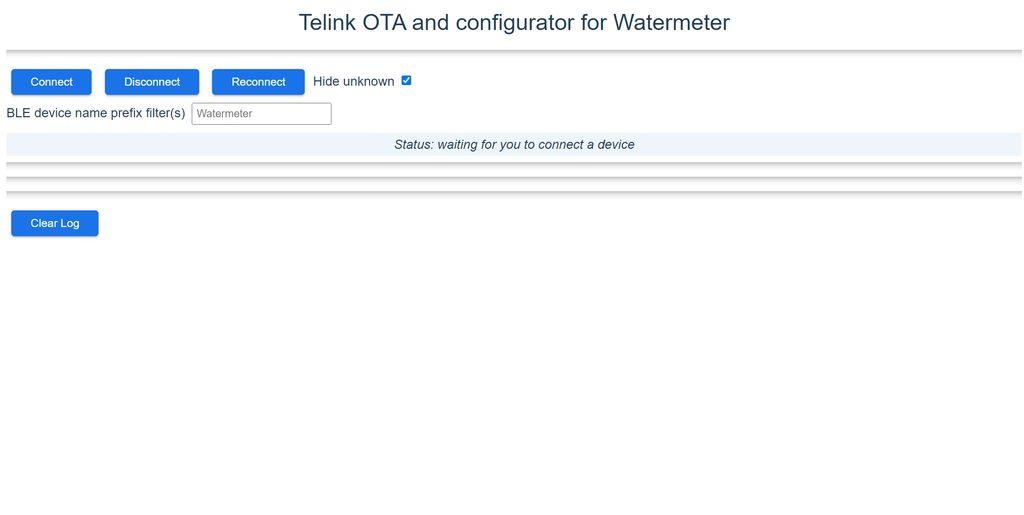 Telink OTA and configurator for Watermeter
Connect Disconnect Reconnect Hide unknown
BLE device name prefix filter(s) Watermeter
Status: waiting for you to connect a device
Clear Log